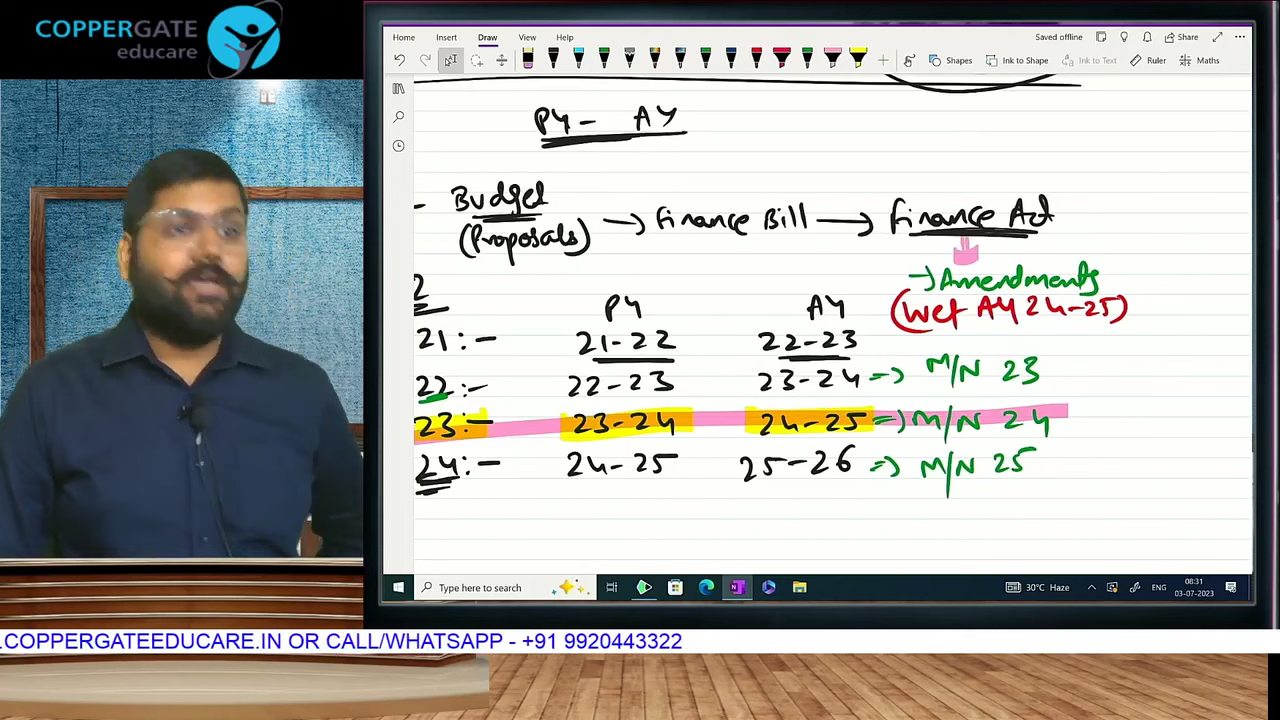 COPPERGATE
educare
Home Insert Draw View Help
Saved offline
Share
Shapes Ink to Shape Ink to Text Ink to Math Ruler Maths
PY - AY
- Budget → Finance Bill → Finance Act
(Proposals)
→ Amendments
(wef AY 24-25)
2 PY AY
21:- 21-22 22-23
22:- 22-23 23-24 => M/N 23
23:- 23-24 24-25 => M/N 24
24:- 24-25 25-26 => M/N 25
Type here to search
30°C Haze
ENG
08:31
03-07-2023
.COPPERGATEEDUCARE.IN OR CALL/WHATSAPP - +91 9920443322